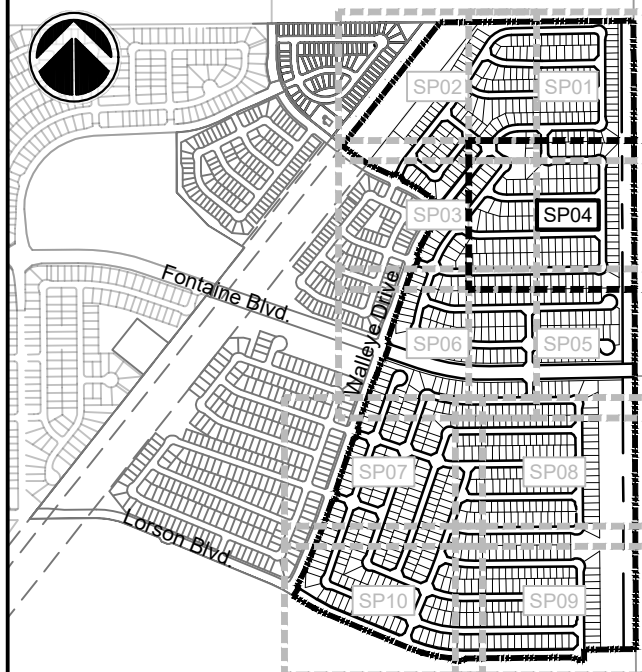 SP02 SP01
SP03 SP04
Fontaine Blvd.
Walleye Drive
SP06 SP05
SP07 SP08
Lorson Blvd.
SP10 SP09